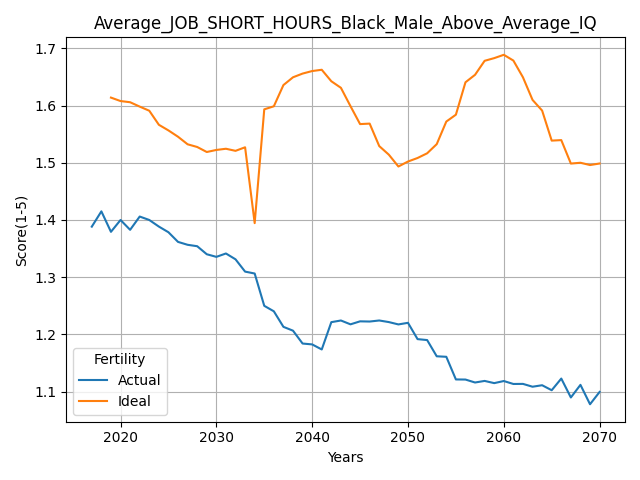 Average_JOB_SHORT_HOURS_Black_Male_Above_Average_IQ
Score(1-5)
1.7
1.6
1.5
1.4
1.3
1.2
1.1
Fertility
Actual
Ideal
2020 2030 2040 2050 2060 2070
Years